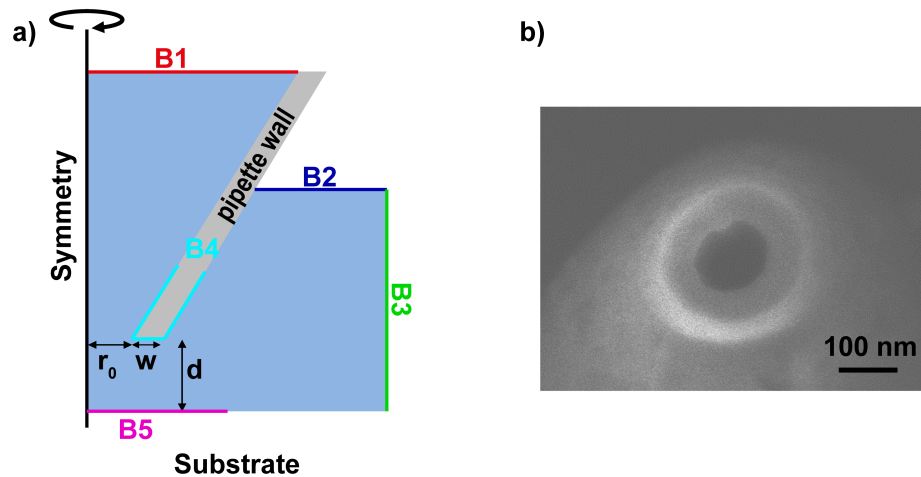 a)
B1
pipette wall
B2
Symmetry
B4
B3
r0
w
d
B5
Substrate
b)
100 nm